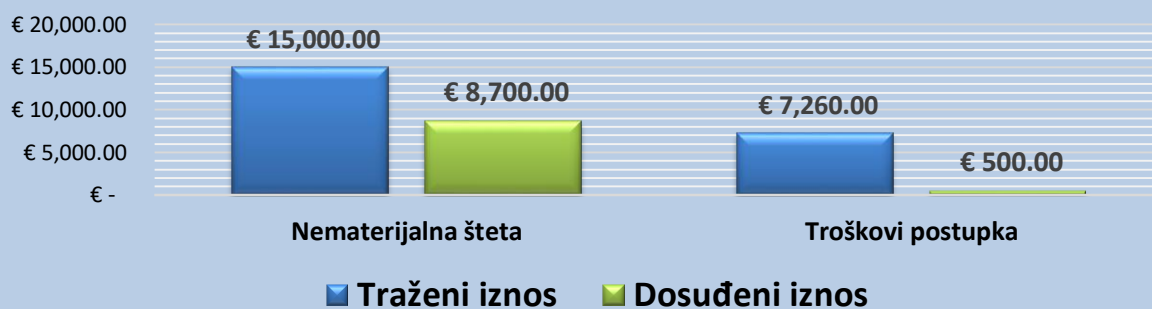 € 20,000.00
€ 15,000.00
€ 10,000.00
€ 5,000.00
€ -
€ 15,000.00
€ 8,700.00
€ 7,260.00
€ 500.00
Nematerijalna šteta
Troškovi postupka
Traženi iznos
Dosuđeni iznos